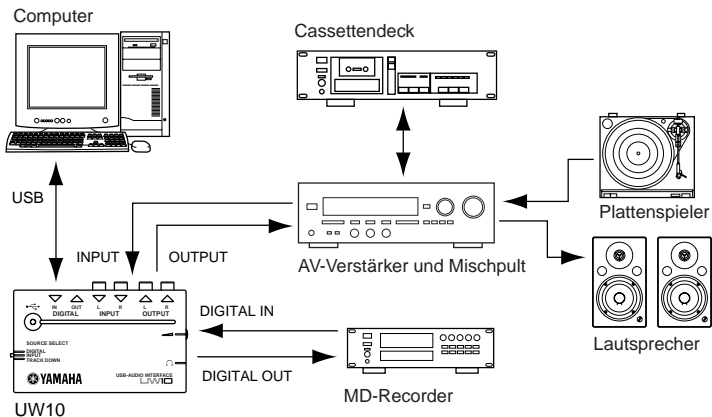 Computer
Cassettendeck
USB
Plattenspieler
INPUT
OUTPUT
AV-Verstärker und Mischpult
IN OUT L R L R
DIGITAL INPUT OUTPUT
DIGITAL IN
SOURCE SELECT
DIGITAL
INPUT
TRACK DOWN
Lautsprecher
YAMAHA
USB-AUDIO INTERFACE
UW10
DIGITAL OUT
MD-Recorder
UW10